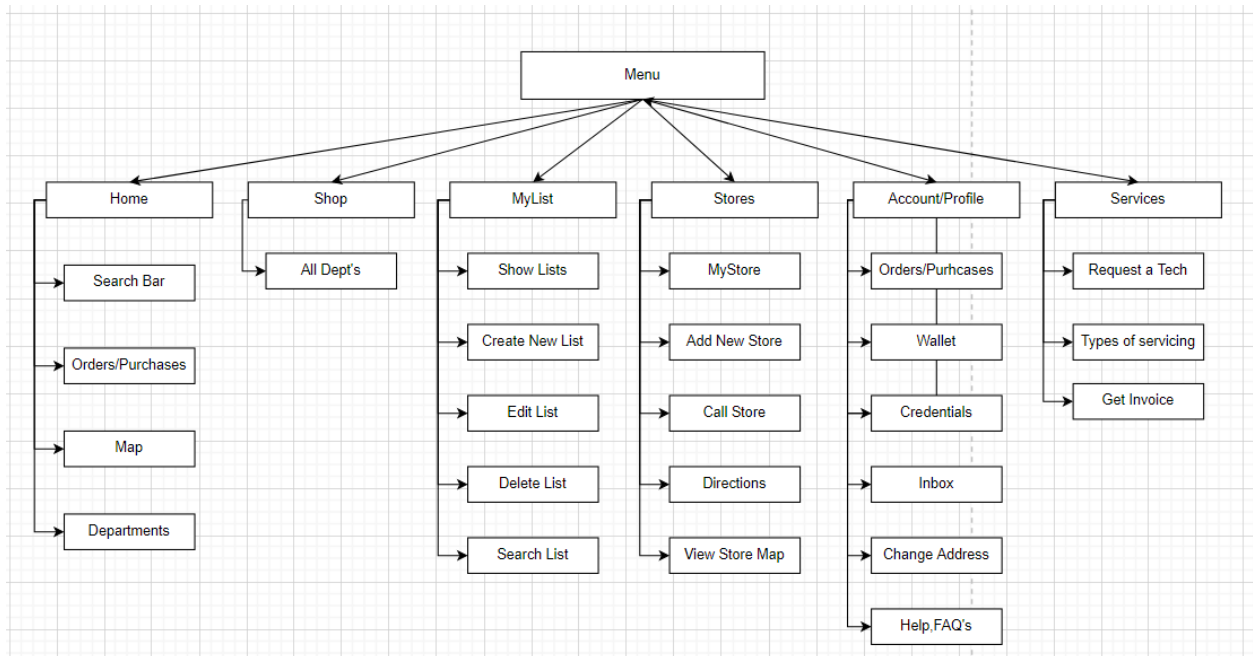 Menu
Home
Shop
MyList
Stores
Account/Profile
Services
Search Bar
Orders/Purchases
Map
Departments
All Dept's
Show Lists
Create New List
Edit List
Delete List
Search List
MyStore
Add New Store
Call Store
Directions
View Store Map
Orders/Purhcases
Wallet
Credentials
Inbox
Change Address
Help,FAQ's
Request a Tech
Types of servicing
Get Invoice